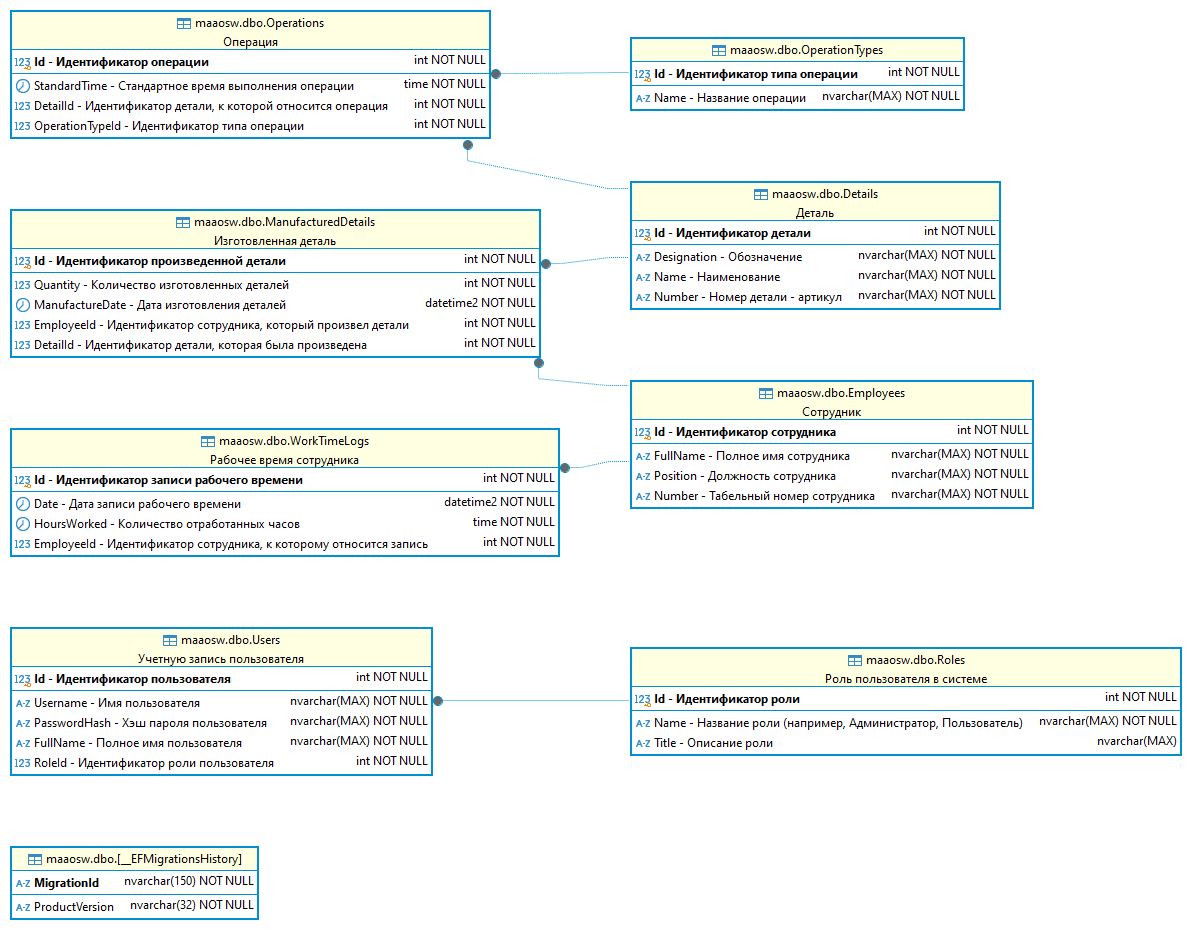 maaosw.dbo.Operations
Операция
Id - Идентификатор операции int NOT NULL
StandardTime - Стандартное время выполнения операции time NOT NULL
DetailId - Идентификатор детали, к которой относится операция int NOT NULL
OperationTypeId - Идентификатор типа операции int NOT NULL
maaosw.dbo.OperationTypes
Id - Идентификатор типа операции int NOT NULL
Name - Название операции nvarchar(MAX) NOT NULL
maaosw.dbo.Details
Деталь
Id - Идентификатор детали int NOT NULL
Designation - Обозначение nvarchar(MAX) NOT NULL
Name - Наименование nvarchar(MAX) NOT NULL
Number - Номер детали - артикул nvarchar(MAX) NOT NULL
maaosw.dbo.ManufacturedDetails
Изготовленная деталь
Id - Идентификатор произведенной детали int NOT NULL
Quantity - Количество изготовленных деталей int NOT NULL
ManufactureDate - Дата изготовления деталей datetime2 NOT NULL
EmployeeId - Идентификатор сотрудника, который произвел детали int NOT NULL
DetailId - Идентификатор детали, которая была произведена int NOT NULL
maaosw.dbo.Employees
Сотрудник
Id - Идентификатор сотрудника int NOT NULL
FullName - Полное имя сотрудника nvarchar(MAX) NOT NULL
Position - Должность сотрудника nvarchar(MAX) NOT NULL
Number - Табельный номер сотрудника nvarchar(MAX) NOT NULL
maaosw.dbo.WorkTimeLogs
Рабочее время сотрудника
Id - Идентификатор записи рабочего времени int NOT NULL
Date - Дата записи рабочего времени datetime2 NOT NULL
HoursWorked - Количество отработанных часов time NOT NULL
EmployeeId - Идентификатор сотрудника, к которому относится запись int NOT NULL
maaosw.dbo.Users
Учетную запись пользователя
Id - Идентификатор пользователя int NOT NULL
Username - Имя пользователя nvarchar(MAX) NOT NULL
PasswordHash - Хэш пароля пользователя nvarchar(MAX) NOT NULL
FullName - Полное имя пользователя nvarchar(MAX) NOT NULL
RoleId - Идентификатор роли пользователя int NOT NULL
maaosw.dbo.Roles
Роль пользователя в системе
Id - Идентификатор роли int NOT NULL
Name - Название роли (например, Администратор, Пользователь) nvarchar(MAX) NOT NULL
Title - Описание роли nvarchar(MAX)
maaosw.dbo.[__EFMigrationsHistory]
MigrationId nvarchar(150) NOT NULL
ProductVersion nvarchar(32) NOT NULL